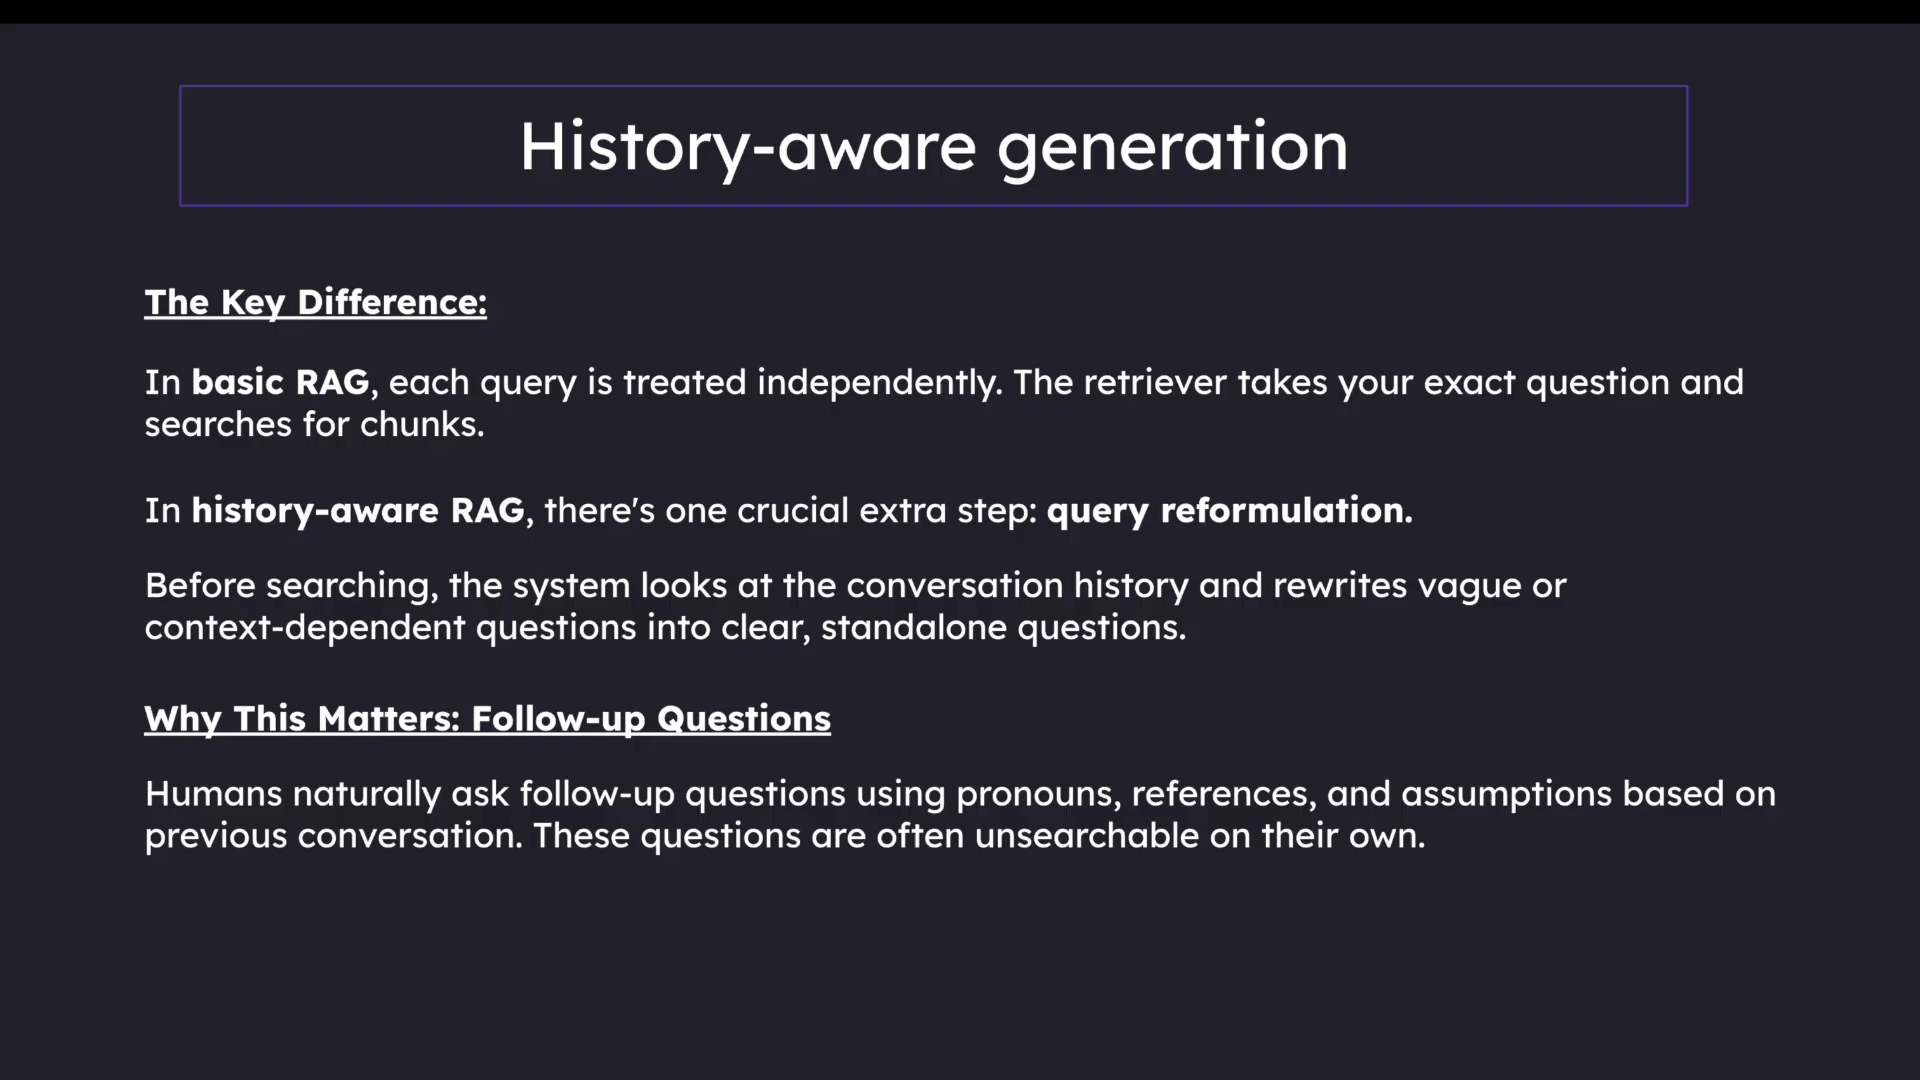 History-aware generation
The Key Difference:
In basic RAG, each query is treated independently. The retriever takes your exact question and
searches for chunks.
In history-aware RAG, there's one crucial extra step: query reformulation.
Before searching, the system looks at the conversation history and rewrites vague or
context-dependent questions into clear, standalone questions.
Why This Matters: Follow-up Questions
Humans naturally ask follow-up questions using pronouns, references, and assumptions based on
previous conversation. These questions are often unsearchable on their own.